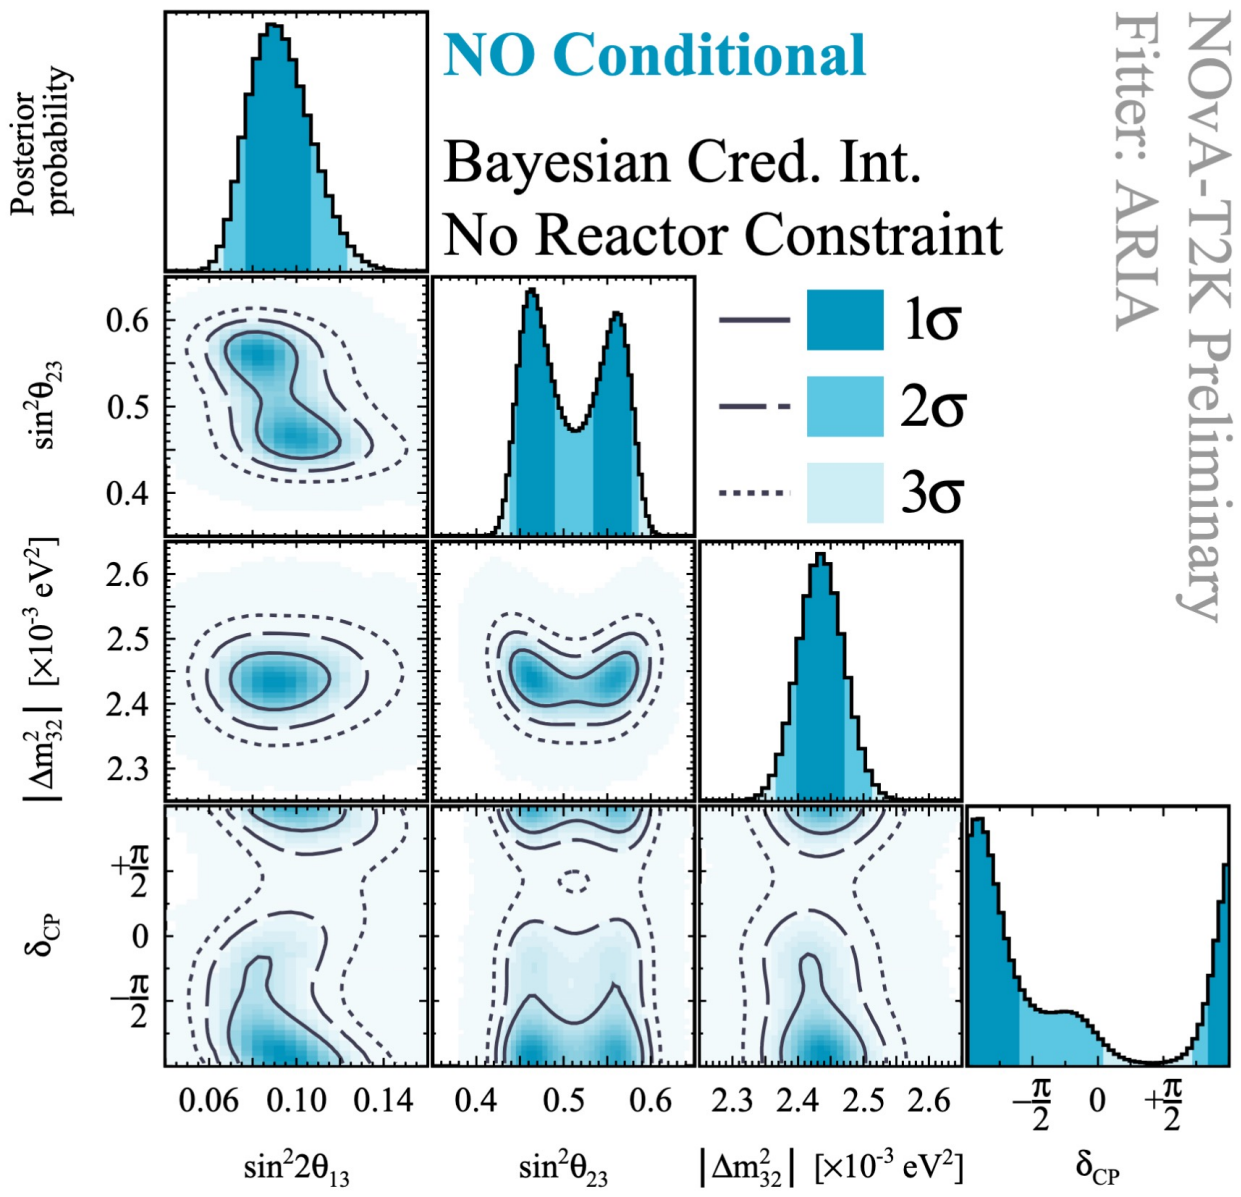 NO Conditional
Bayesian Cred. Int.
No Reactor Constraint
NOvA-T2K Preliminary
Fitter: ARIA
1σ
2σ
3σ
Posterior
probability
0.6
0.5
0.4
sin²θ₂₃
2.6
2.5
2.4
2.3
|Δm²₃₂| [×10⁻³ eV²]
+π/2
0
−π/2
δCP
0.06 0.10 0.14
sin²2θ₁₃
0.4 0.5 0.6
sin²θ₂₃
2.3 2.4 2.5 2.6
|Δm²₃₂| [×10⁻³ eV²]
−π/2 0 +π/2
δCP